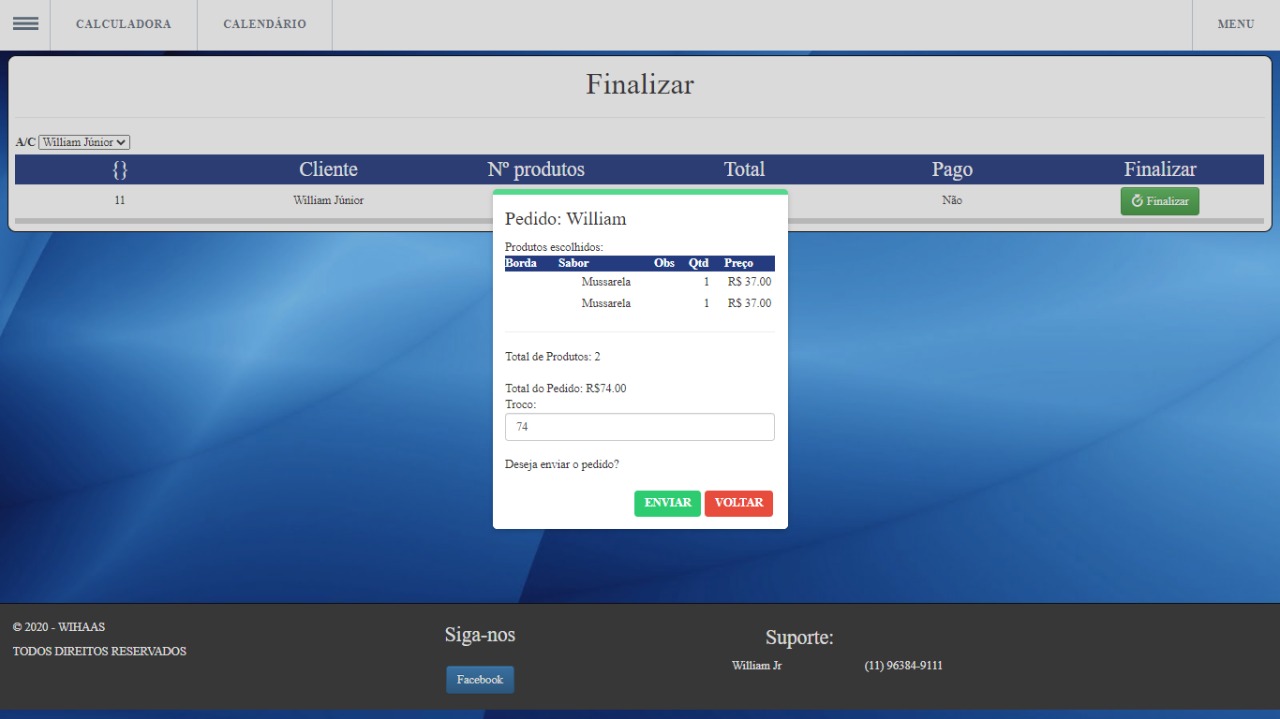 CALCULADORA CALENDÁRIO MENU
Finalizar
A/C William Júnior
{} Cliente Nº produtos Total Pago Finalizar
11 William Júnior Não Finalizar
Pedido: William
Produtos escolhidos:
Borda Sabor Obs Qtd Preço
Mussarela 1 R$ 37.00
Mussarela 1 R$ 37.00
Total de Produtos: 2
Total do Pedido: R$74.00
Troco:
74
Deseja enviar o pedido?
ENVIAR VOLTAR
© 2020 - WIHAAS
TODOS DIREITOS RESERVADOS
Siga-nos
Facebook
Suporte:
William Jr (11) 96384-9111